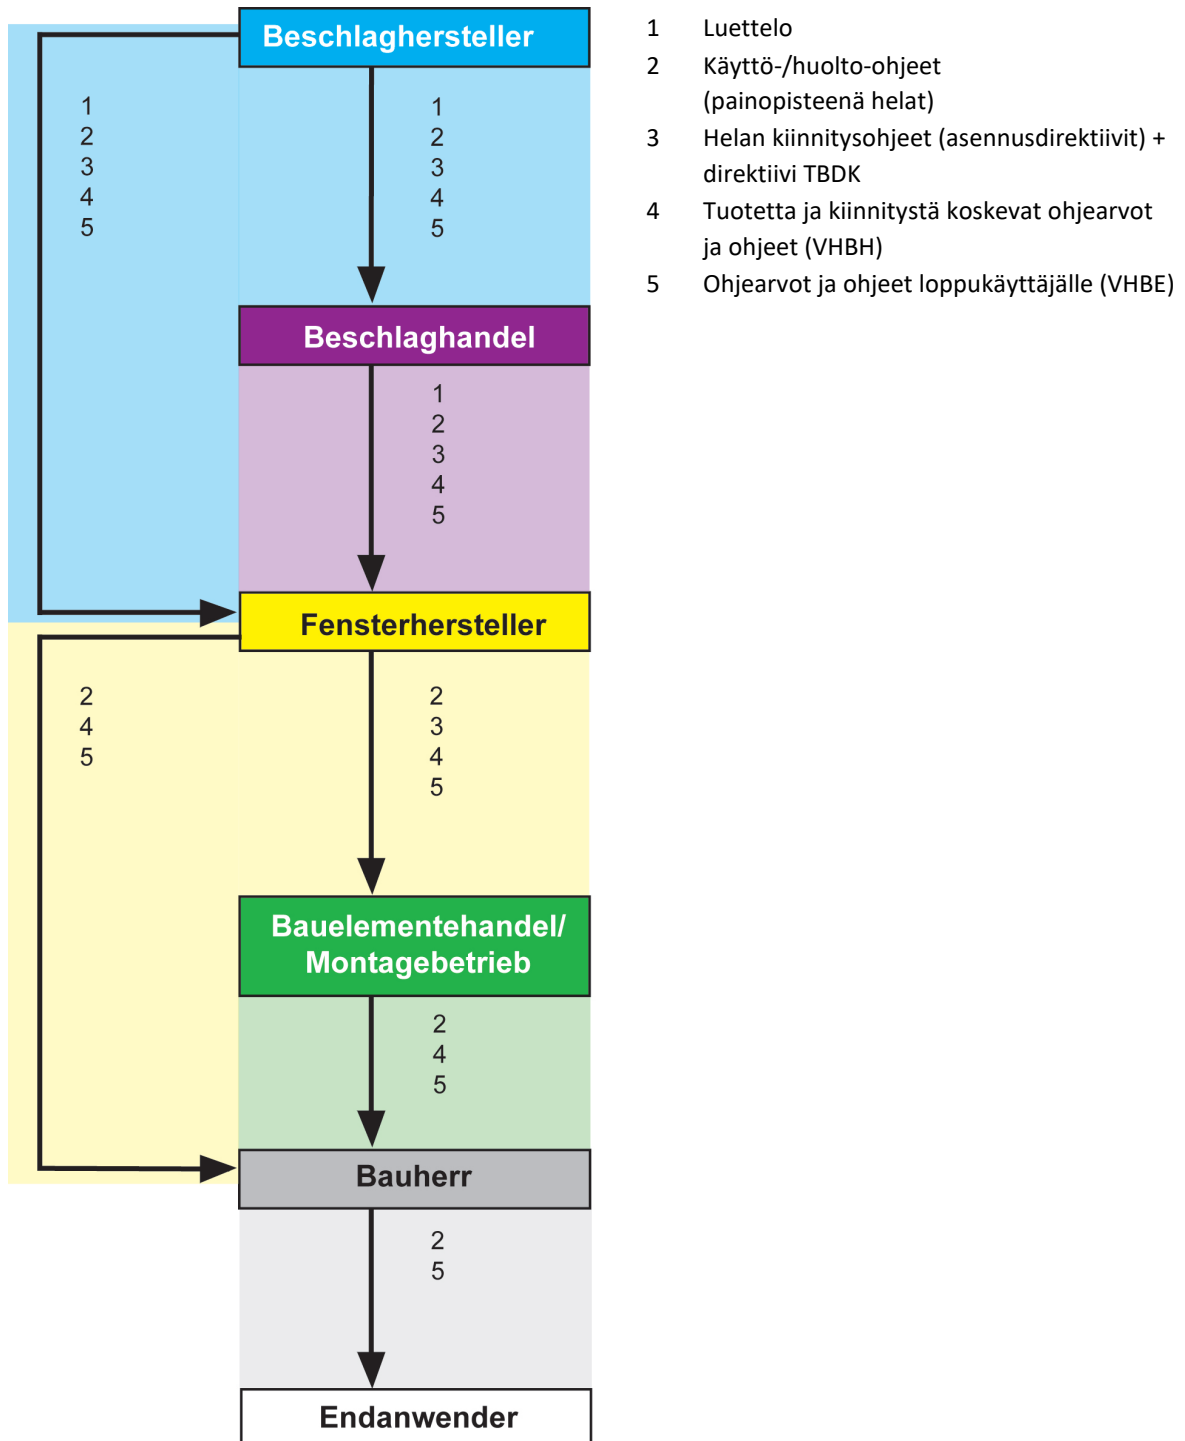 Beschlaghersteller
1
2
3
4
5
1
2
3
4
5
Beschlaghandel
1
2
3
4
5
Fensterhersteller
2
4
5
2
3
4
5
Bauelementehandel/
Montagebetrieb
2
4
5
Bauherr
2
5
Endanwender
1 Luettelo
2 Käyttö-/huolto-ohjeet
(painopisteenä helat)
3 Helan kiinnitysohjeet (asennusdirektiivit) +
direktiivi TBDK
4 Tuotetta ja kiinnitystä koskevat ohjearvot
ja ohjeet (VHBH)
5 Ohjearvot ja ohjeet loppukäyttäjälle (VHBE)